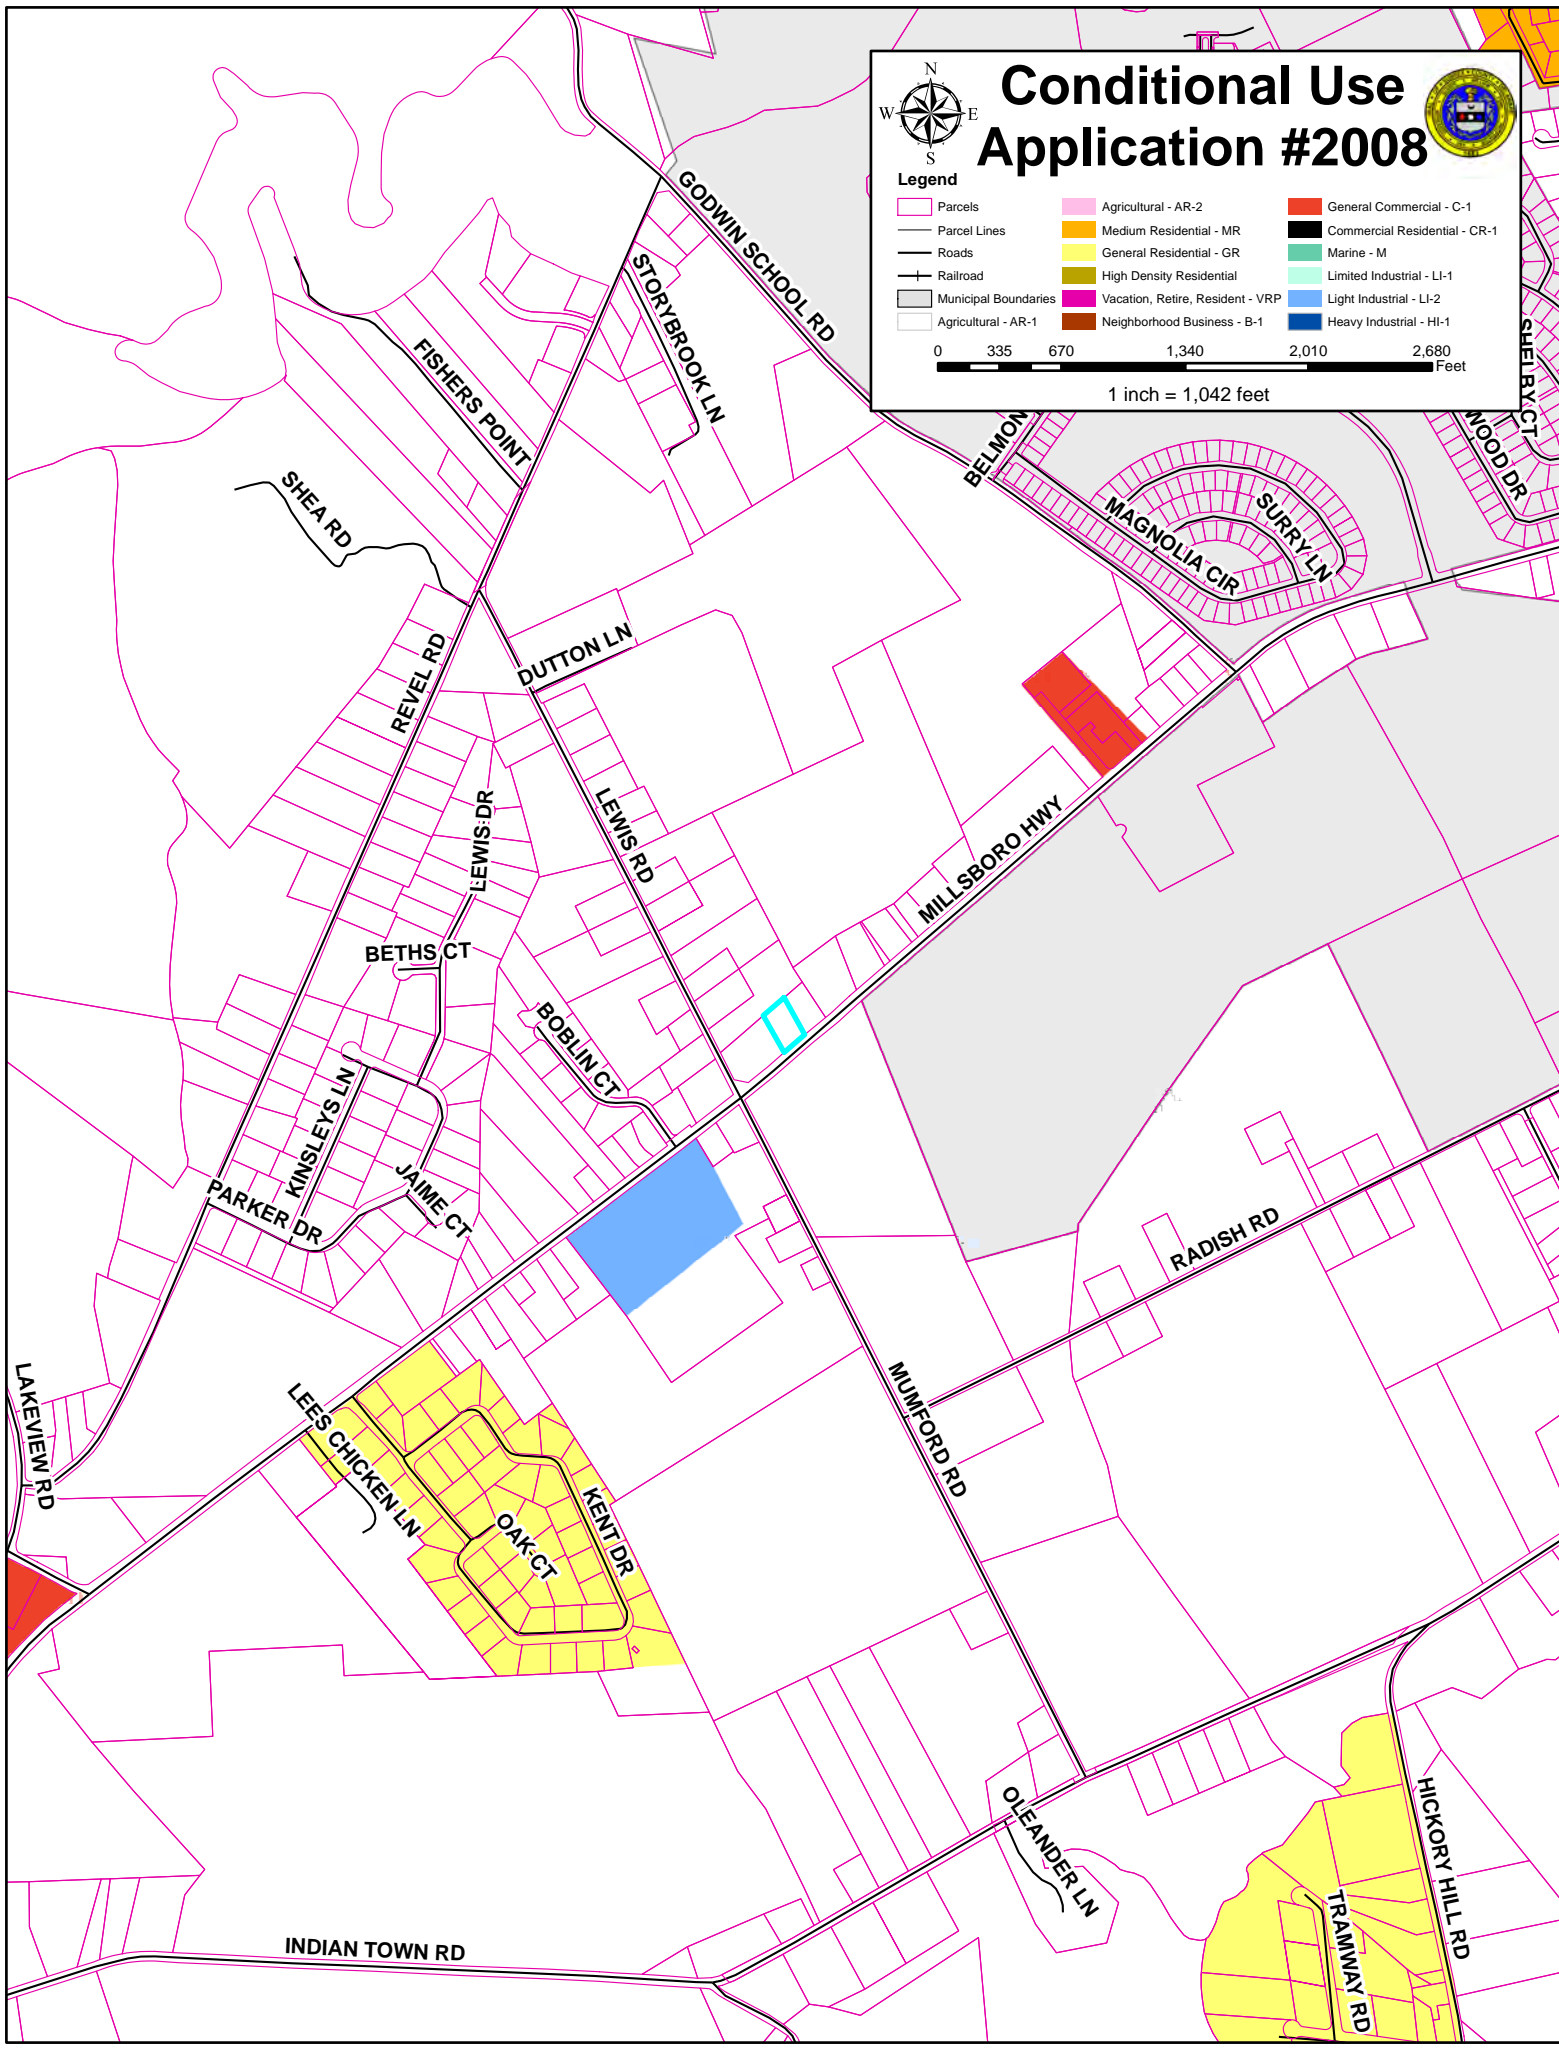 Conditional Use
Application #2008
N
W
E
S
Legend
Parcels
Parcel Lines
Roads
Railroad
Municipal Boundaries
Agricultural - AR-1
Agricultural - AR-2
Medium Residential - MR
General Residential - GR
High Density Residential
Vacation, Retire, Resident - VRP
Neighborhood Business - B-1
General Commercial - C-1
Commercial Residential - CR-1
Marine - M
Limited Industrial - LI-1
Light Industrial - LI-2
Heavy Industrial - HI-1
0 335 670 1,340 2,010 2,680
Feet
1 inch = 1,042 feet
GODWIN SCHOOL RD
STORYBROOK LN
FISHERS POINT
SHEA RD
SHELBY CT
WOOD DR
BELMON
MAGNOLIA CIR
SURRY LN
DUTTON LN
REVEL RD
LEWIS DR
LEWIS RD
MILLSBORO HWY
BETHS CT
BOBLIN CT
KINSLEYS LN
JAIME CT
PARKER DR
RADISH RD
LAKEVIEW RD
LEES CHICKEN LN
OAK CT
KENT DR
MUMFORD RD
OLEANDER LN
HICKORY HILL RD
TRAMWAY RD
INDIAN TOWN RD